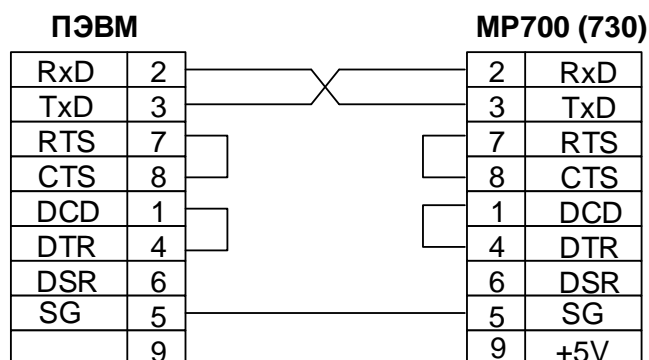 ПЭВМ MP700 (730)
RxD 2 2 RxD
TxD 3 3 TxD
RTS 7 7 RTS
CTS 8 8 CTS
DCD 1 1 DCD
DTR 4 4 DTR
DSR 6 6 DSR
SG 5 5 SG
9 9 +5V